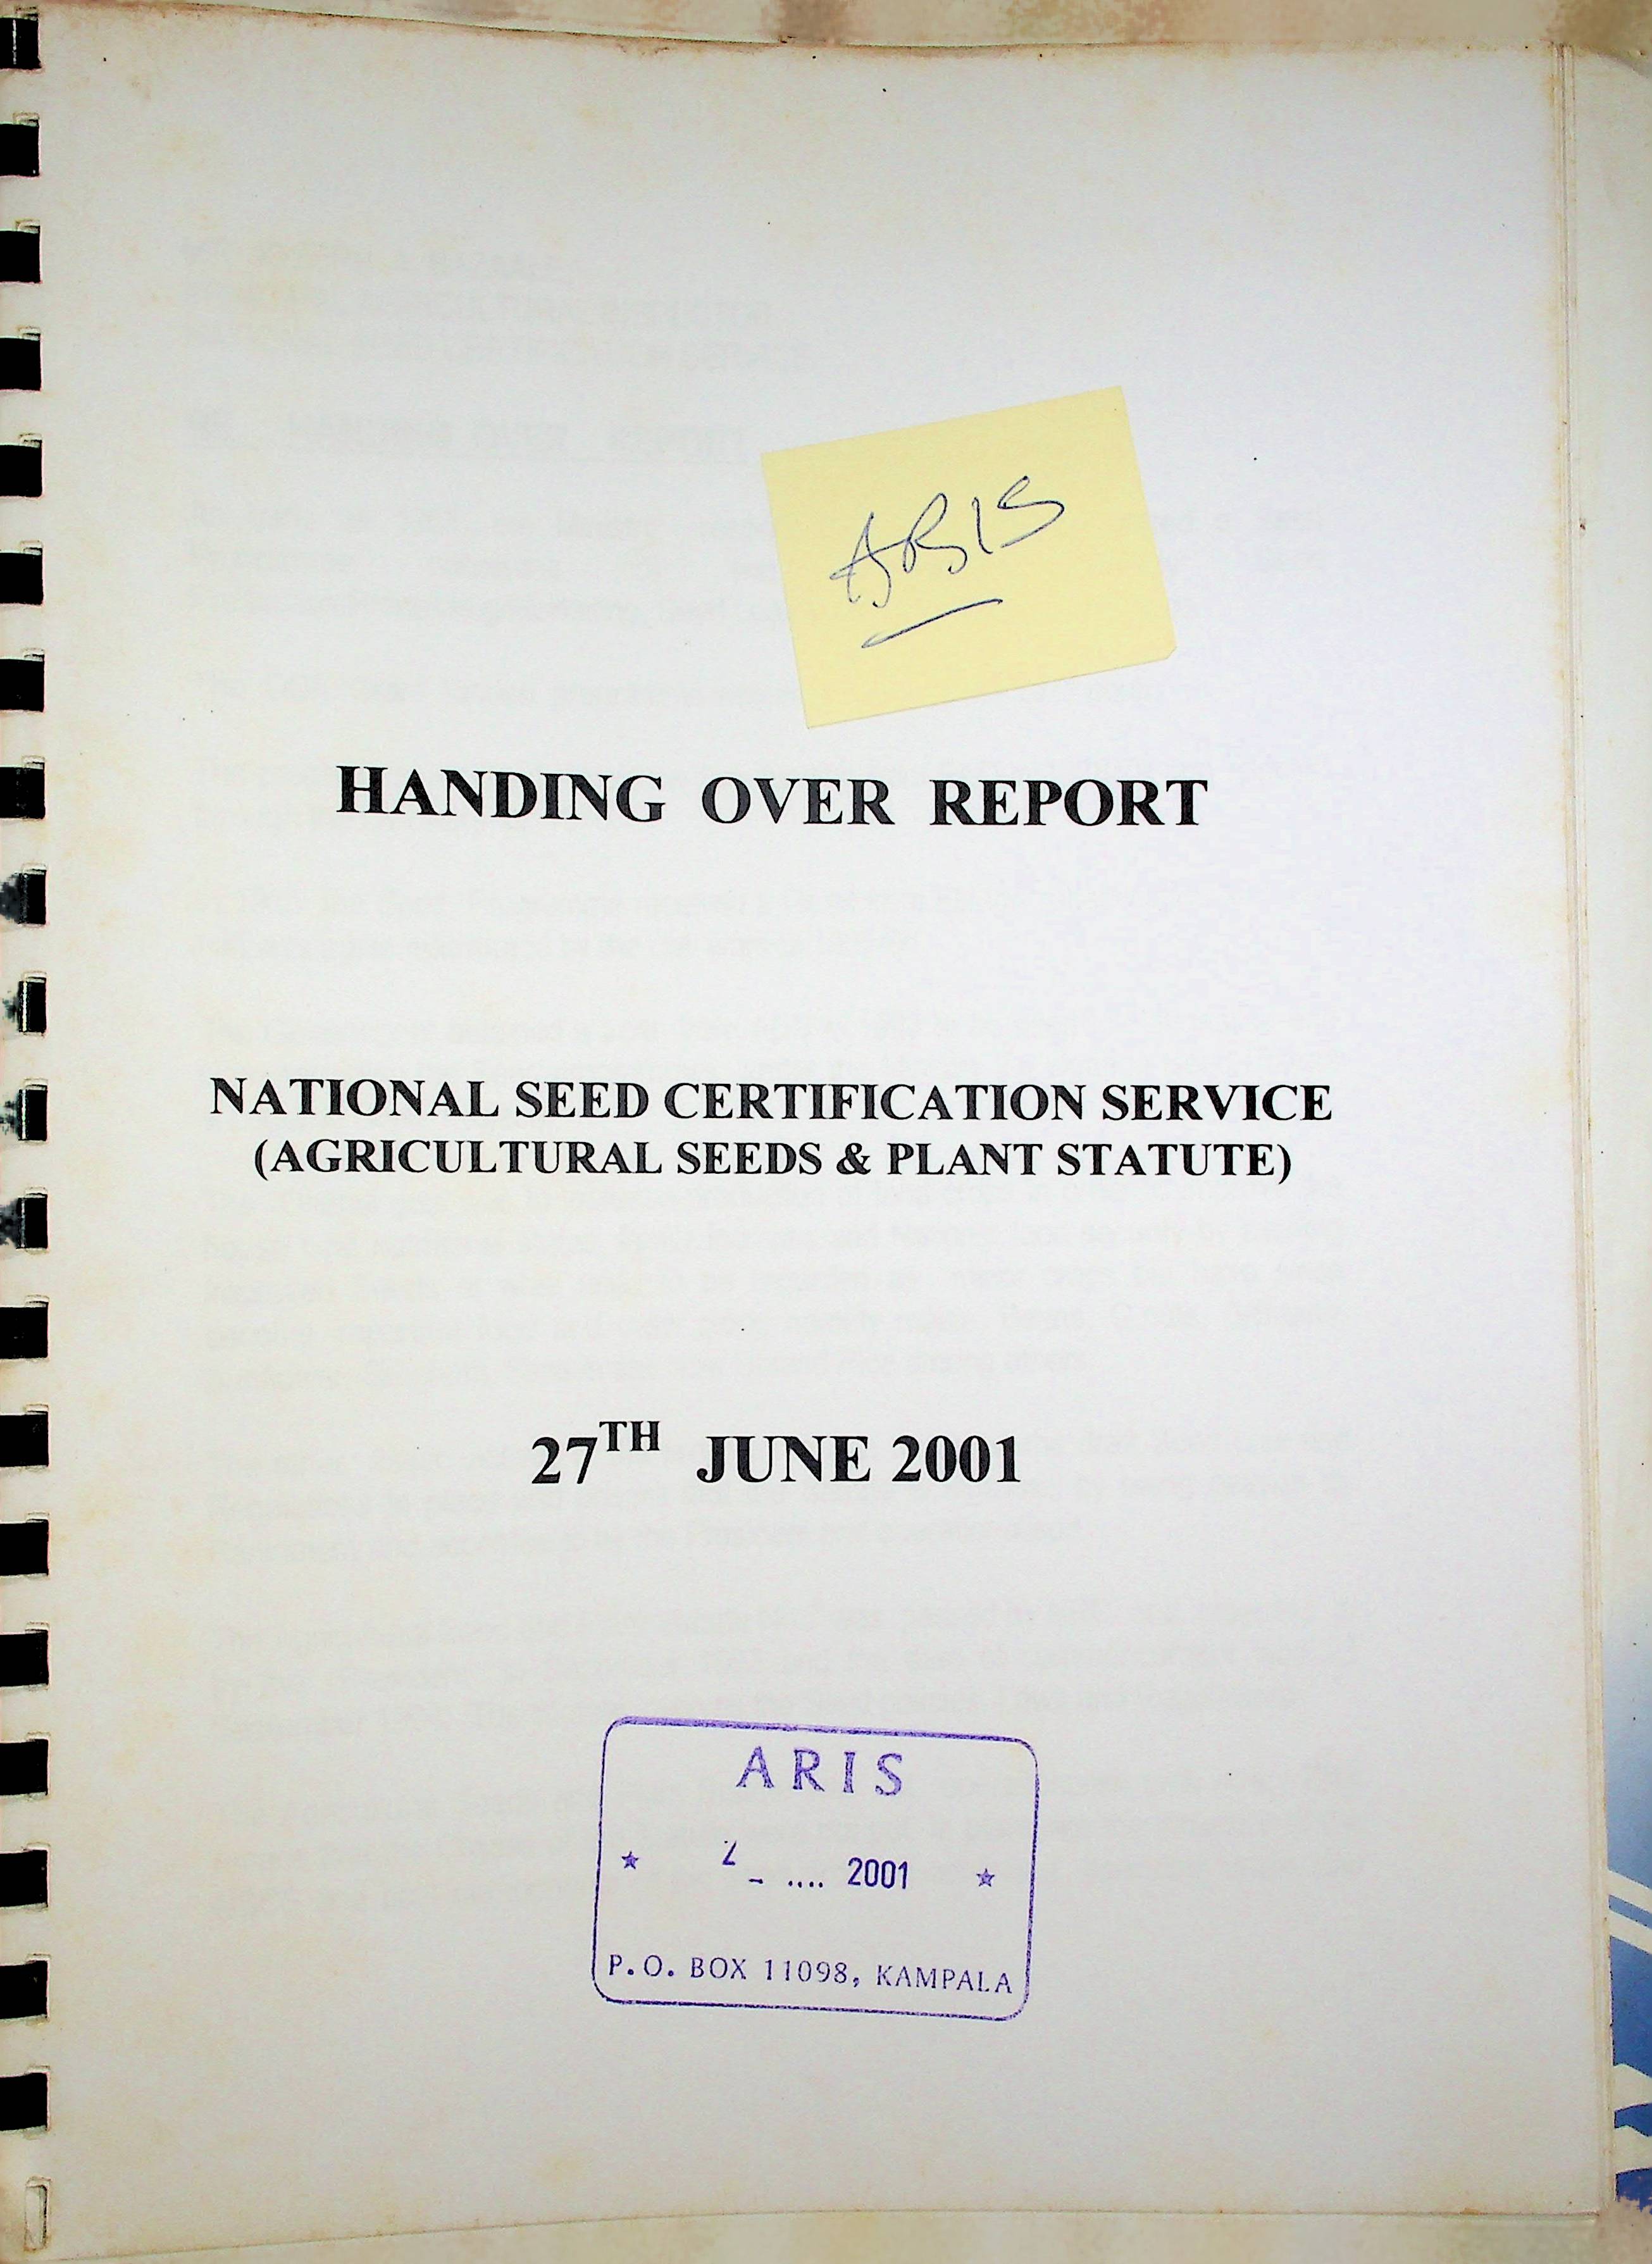 ARIS
HANDING OVER REPORT
NATIONAL SEED CERTIFICATION SERVICE
(AGRICULTURAL SEEDS & PLANT STATUTE)
27TH JUNE 2001
ARIS
2001
P.O. BOX 11098, KAMPALA